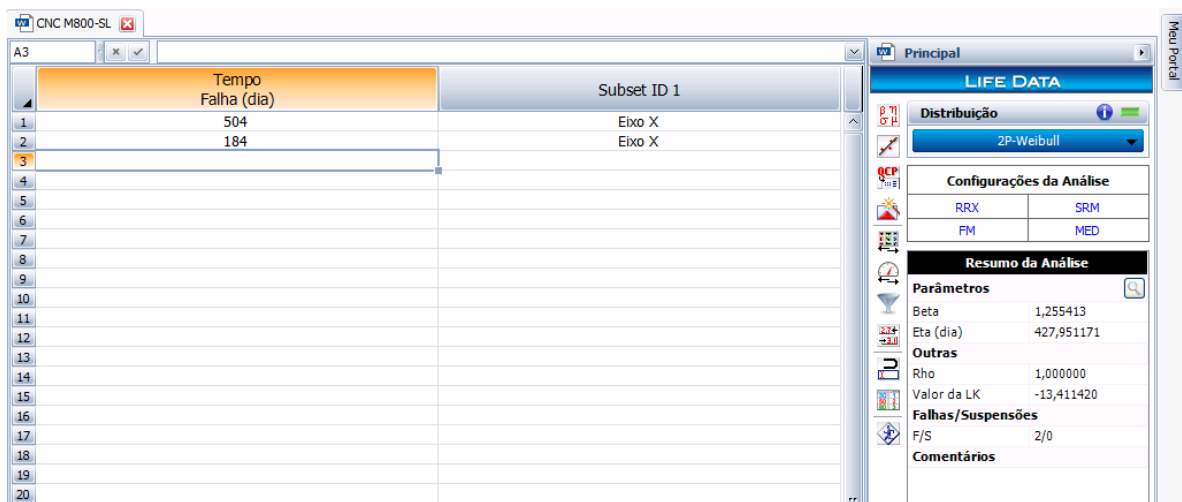 CNC M800-SL
Meu Portal
A3
Principal
Tempo
Falha (dia)
Subset ID 1
LIFE DATA
1 504 Eixo X
2 184 Eixo X
3
4
5
6
7
8
9
10
11
12
13
14
15
16
17
18
19
20
β η
σ μ
QCP
Distribuição
2P-Weibull
Configurações da Análise
RRX SRM
FM MED
Resumo da Análise
Parâmetros
Beta 1,255413
Eta (dia) 427,951171
Outras
Rho 1,000000
Valor da LK -13,411420
Falhas/Suspensões
F/S 2/0
Comentários